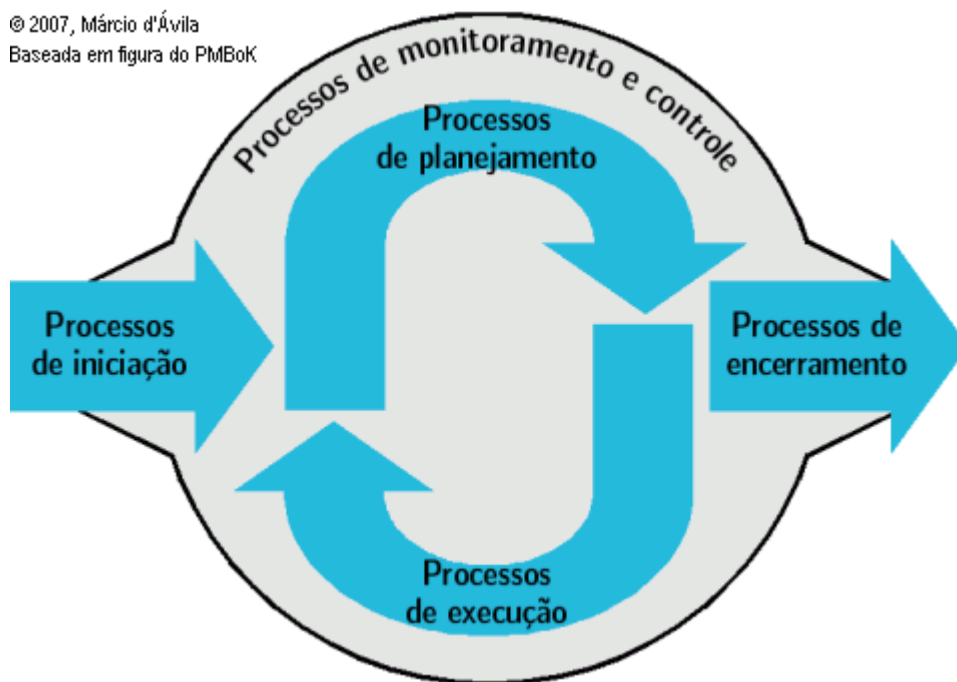 © 2007, Márcio d'Ávila
Baseada em figura do PMBoK
Processos de monitoramento e controle
Processos
de planejamento
Processos
de iniciação
Processos de
encerramento
Processos
de execução